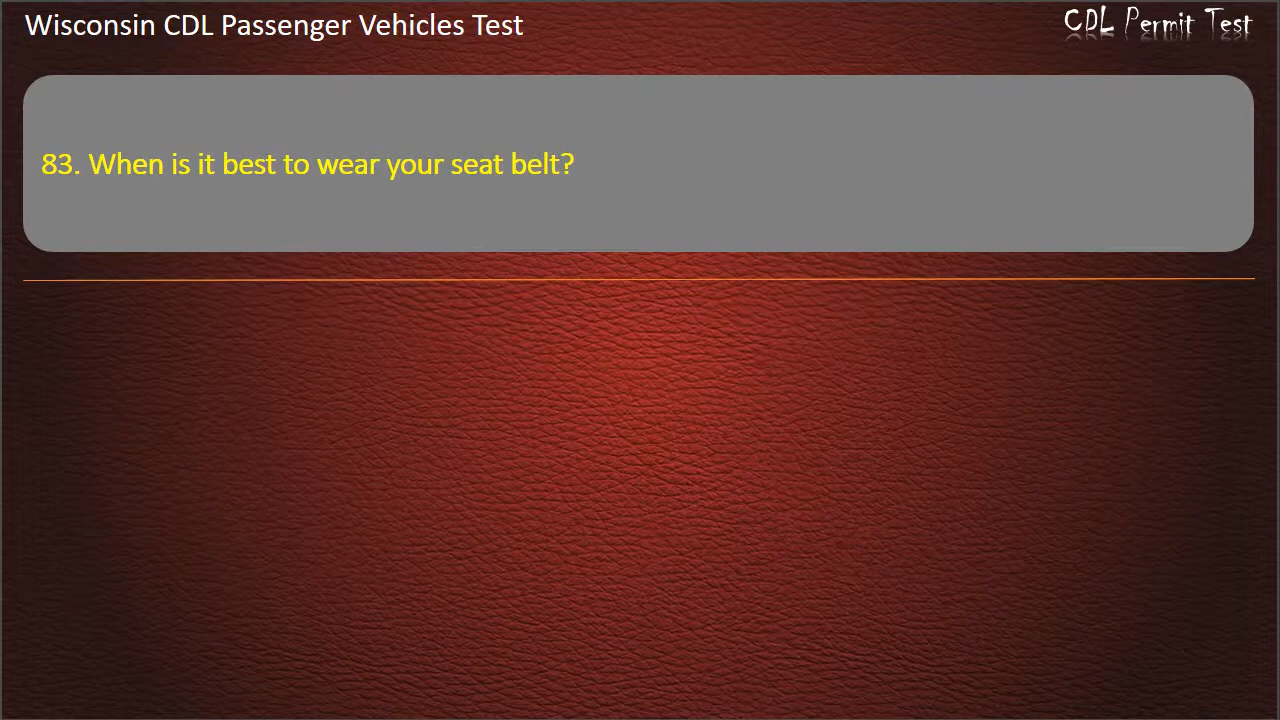 Wisconsin CDL Passenger Vehicles Test
CDL Permit Test
83. When is it best to wear your seat belt?